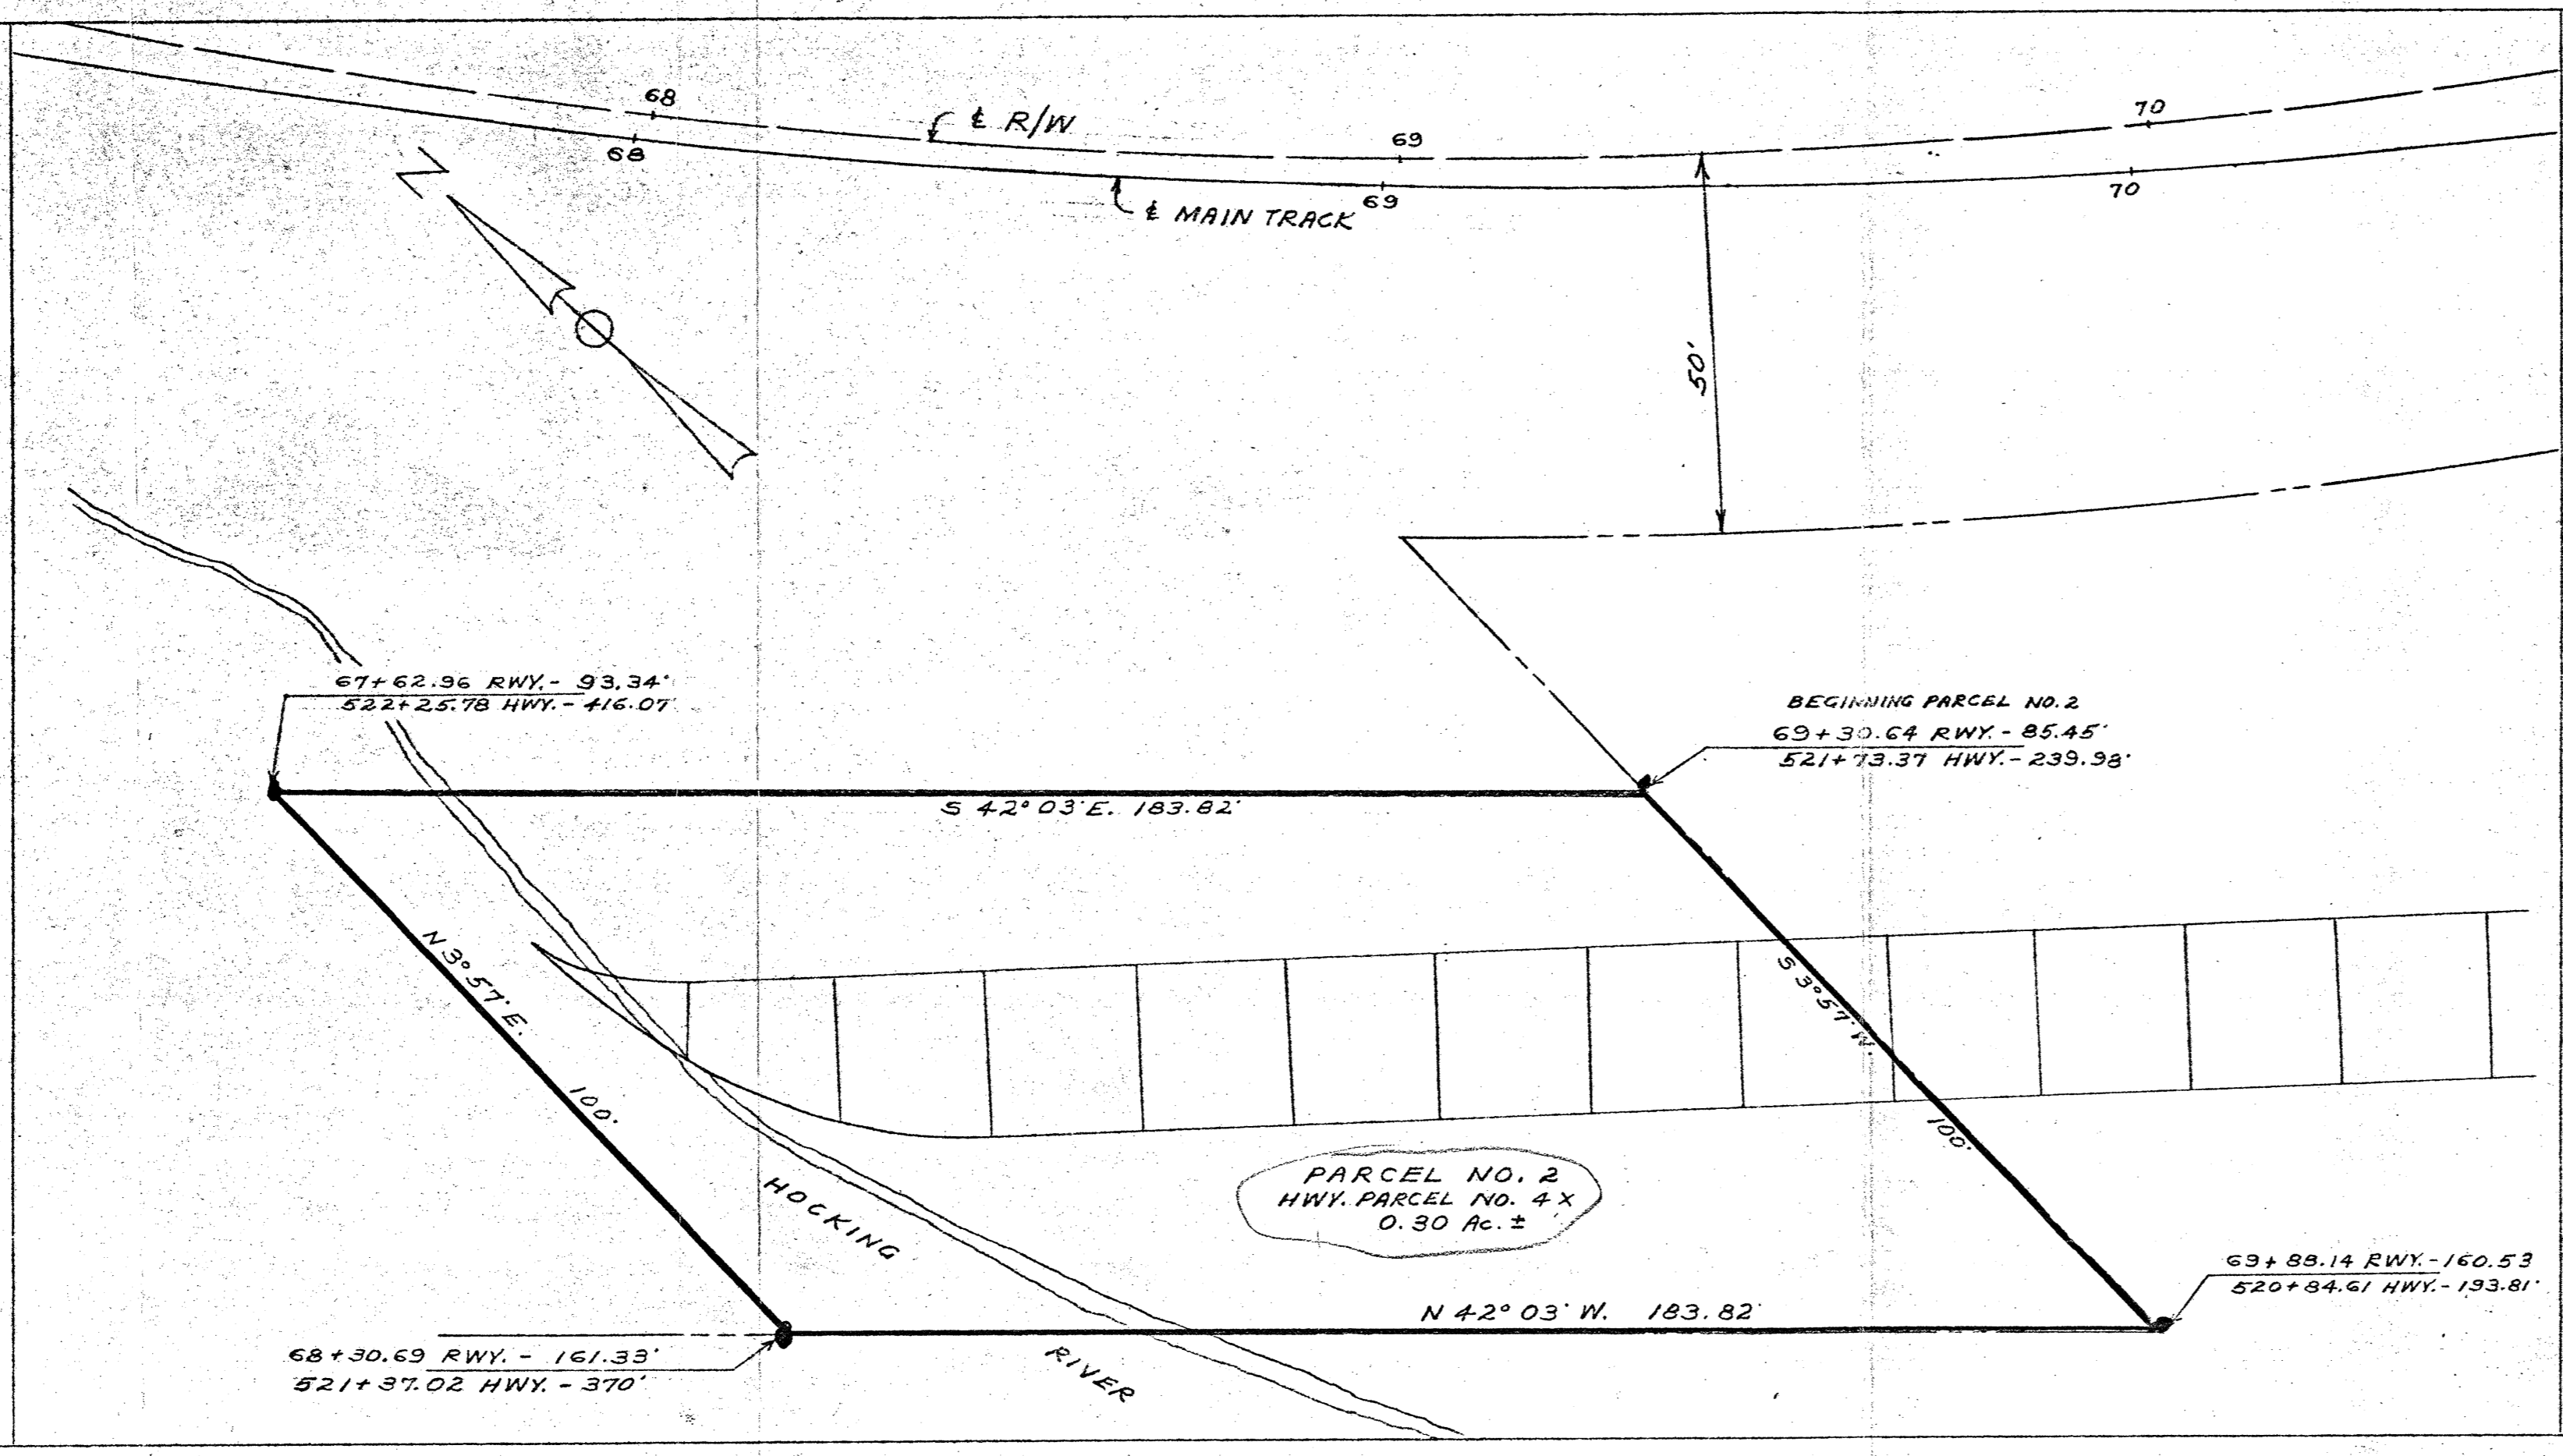 68
℄ R/W
69
70
68
℄ MAIN TRACK
69
70
N
50'
67+62.96 RWY.- 93.34'
522+25.78 HWY.- 416.07'
BEGINNING PARCEL NO. 2
69+30.64 RWY.- 85.45'
521+73.37 HWY.- 239.98'
S 42° 03' E. 183.82'
N 3° 57' E.
100'
S 3° 57' W.
100'
HOCKING
RIVER
PARCEL NO. 2
HWY. PARCEL NO. 4 X
0.30 Ac. ±
N 42° 03' W. 183.82'
69+88.14 RWY.-160.53
520+84.61 HWY.- 193.81'
68+30.69 RWY. - 161.33'
521+37.02 HWY. - 370'